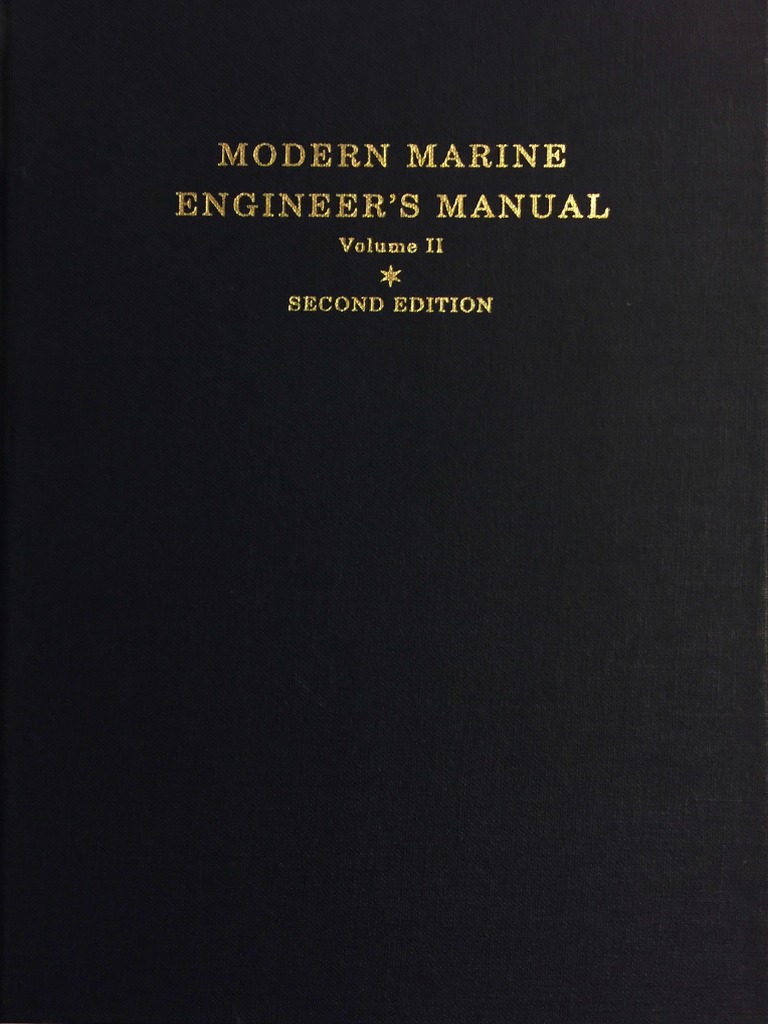 MODERN MARINE
ENGINEER'S MANUAL
Volume II
SECOND EDITION